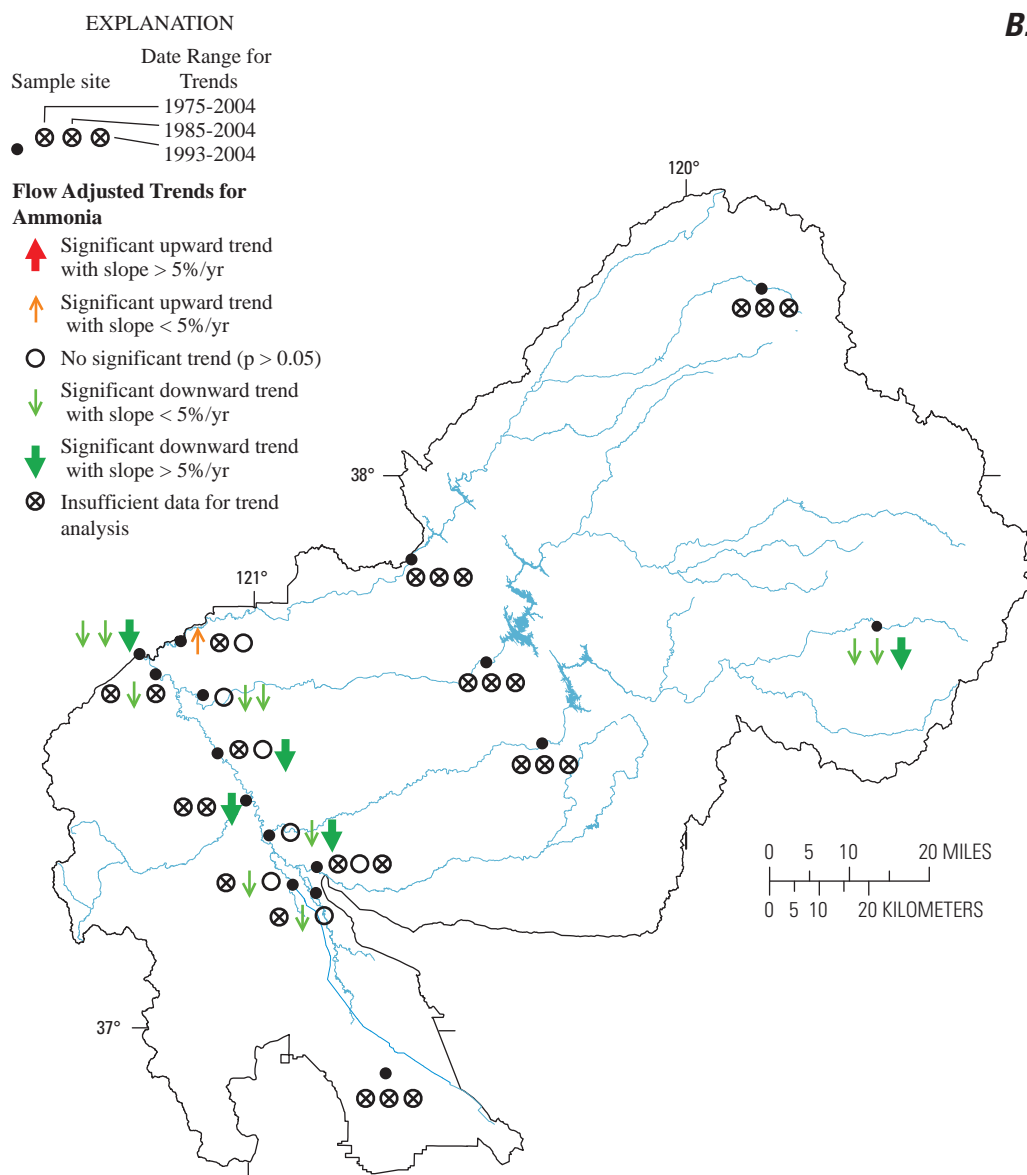 EXPLANATION
B.
Date Range for
Sample site
Trends
1975-2004
1985-2004
1993-2004
Flow Adjusted Trends for
Ammonia
Significant upward trend
with slope > 5%/yr
Significant upward trend
with slope < 5%/yr
No significant trend (p > 0.05)
Significant downward trend
with slope < 5%/yr
Significant downward trend
with slope > 5%/yr
Insufficient data for trend
analysis
120°
38°
121°
37°
0 5 10 20 MILES
0 5 10 20 KILOMETERS